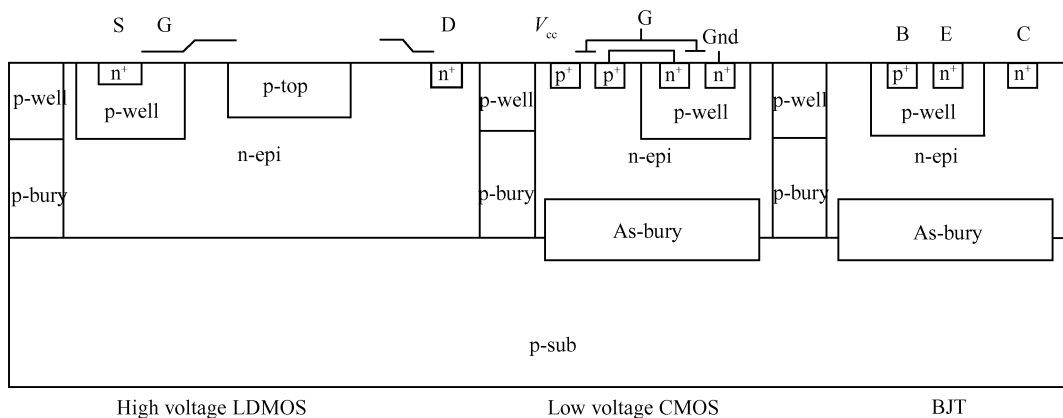 S G D V_cc G Gnd B E C
n⁺ n⁺ p⁺ p⁺ n⁺ n⁺ p⁺ n⁺ n⁺
p-well p-well p-top p-well p-well p-well p-well
n-epi n-epi n-epi
p-bury p-bury p-bury
As-bury As-bury
p-sub
High voltage LDMOS Low voltage CMOS BJT